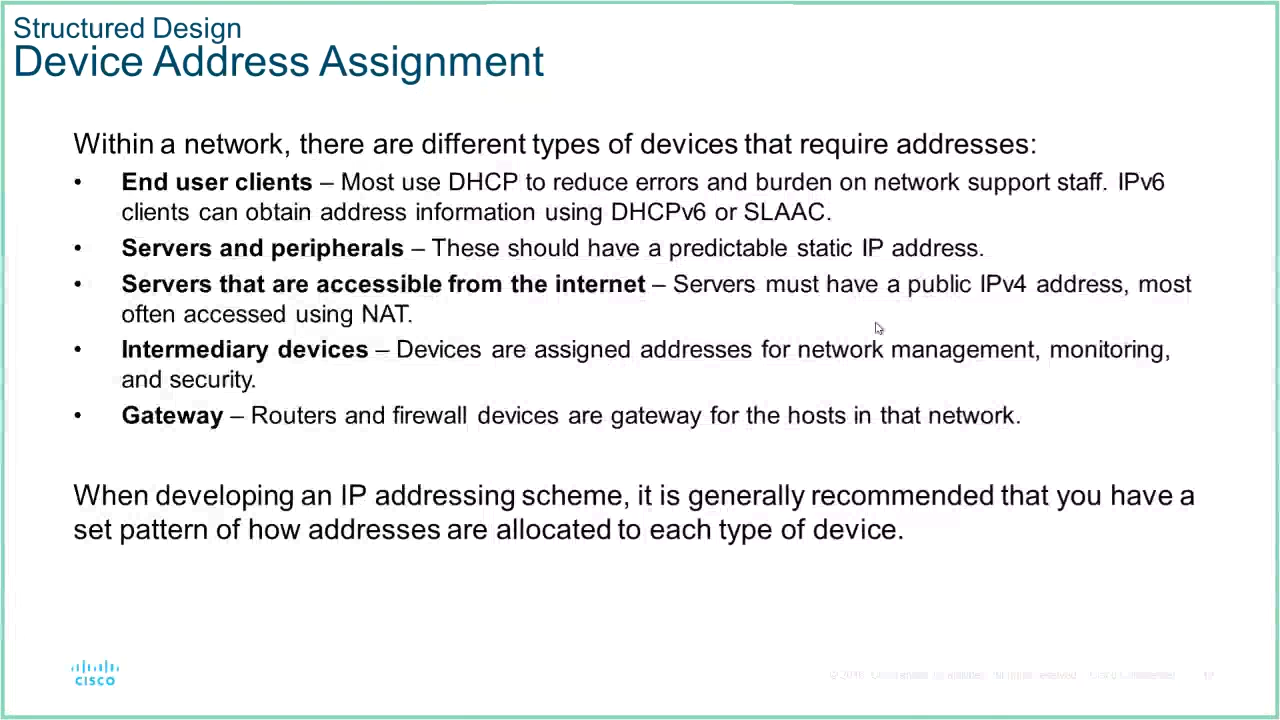 Structured Design
Device Address Assignment
Within a network, there are different types of devices that require addresses:
• End user clients – Most use DHCP to reduce errors and burden on network support staff. IPv6
clients can obtain address information using DHCPv6 or SLAAC.
• Servers and peripherals – These should have a predictable static IP address.
• Servers that are accessible from the internet – Servers must have a public IPv4 address, most
often accessed using NAT.
• Intermediary devices – Devices are assigned addresses for network management, monitoring,
and security.
• Gateway – Routers and firewall devices are gateway for the hosts in that network.
When developing an IP addressing scheme, it is generally recommended that you have a
set pattern of how addresses are allocated to each type of device.
CISCO